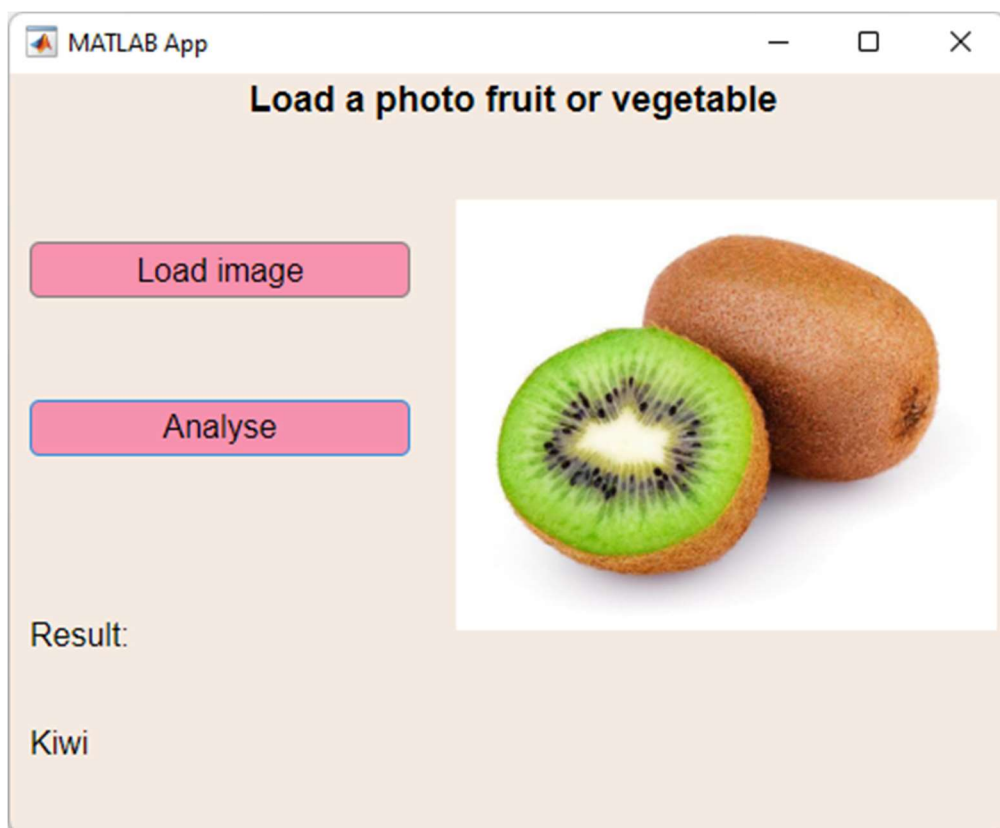 MATLAB App
Load a photo fruit or vegetable
Load image
Analyse
Result:
Kiwi